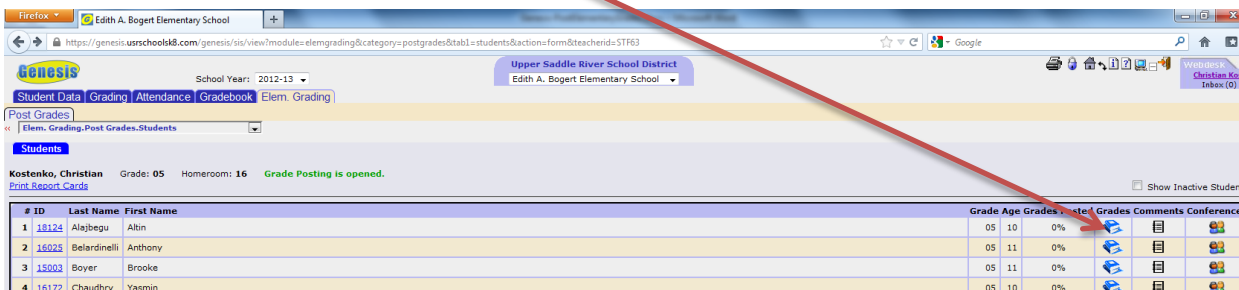 Firefox
Edith A. Bogert Elementary School
+
https://genesis.usrschoolsk8.com/genesis/sis/view?module=elemgrading&category=postgrades&tab1=students&action=form&teacherid=STF63
Google
Genesis
School Year: 2012-13
Upper Saddle River School District
Edith A. Bogert Elementary School
Webdesk
Christian Ko
Inbox (0)
Student Data Grading Attendance Gradebook Elem. Grading
Post Grades
« Elem. Grading.Post Grades.Students
Students
Kostenko, Christian Grade: 05 Homeroom: 16 Grade Posting is opened.
Print Report Cards
Show Inactive Studen
# ID Last Name First Name Grade Age Grades Posted Grades Comments Conference
1 18124 Alajbegu Altin 05 10 0%
2 16025 Belardinelli Anthony 05 11 0%
3 15003 Boyer Brooke 05 11 0%
4 16172 Chaudhry Yasmin 05 10 0%